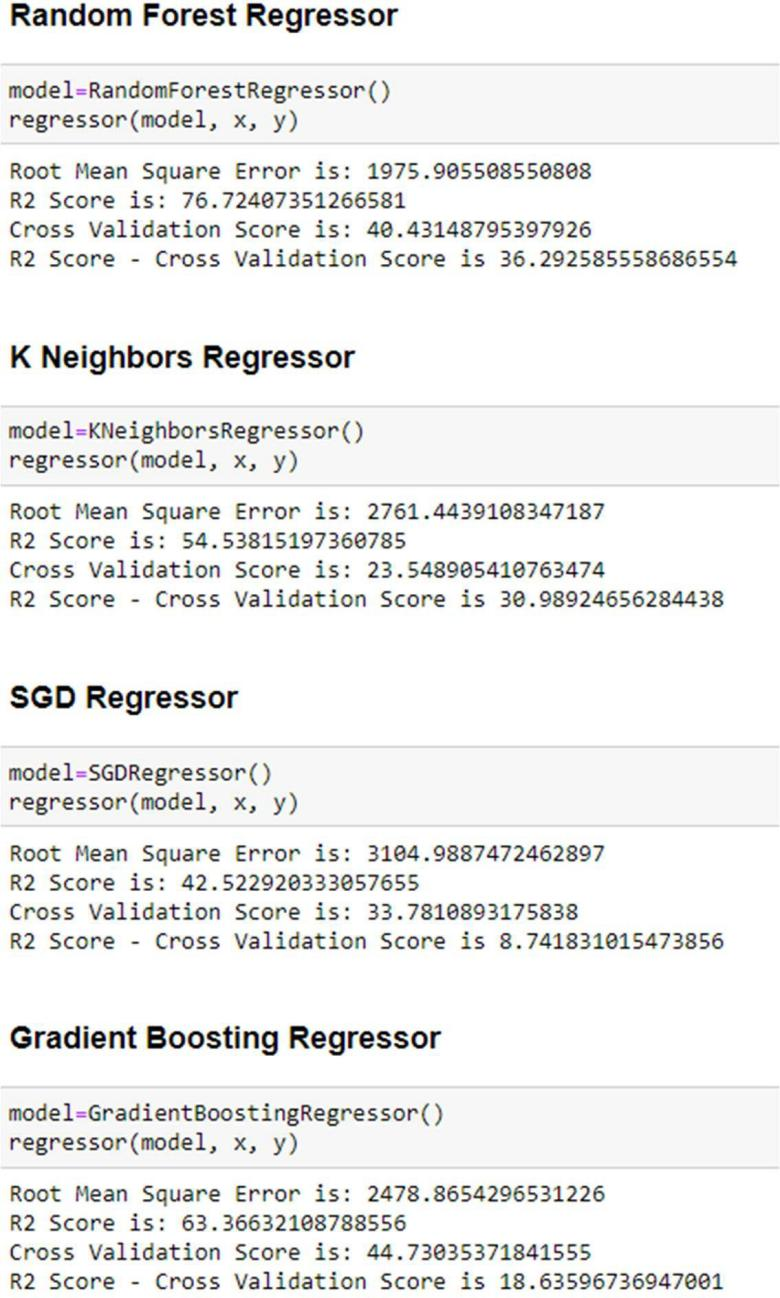 Random Forest Regressor
model=RandomForestRegressor()
regressor(model, x, y)
Root Mean Square Error is: 1975.905508550808
R2 Score is: 76.72407351266581
Cross Validation Score is: 40.43148795397926
R2 Score - Cross Validation Score is 36.292585558686554
K Neighbors Regressor
model=KNeighborsRegressor()
regressor(model, x, y)
Root Mean Square Error is: 2761.4439108347187
R2 Score is: 54.53815197360785
Cross Validation Score is: 23.548905410763474
R2 Score - Cross Validation Score is 30.98924656284438
SGD Regressor
model=SGDRegressor()
regressor(model, x, y)
Root Mean Square Error is: 3104.9887472462897
R2 Score is: 42.522920333057655
Cross Validation Score is: 33.7810893175838
R2 Score - Cross Validation Score is 8.741831015473856
Gradient Boosting Regressor
model=GradientBoostingRegressor()
regressor(model, x, y)
Root Mean Square Error is: 2478.8654296531226
R2 Score is: 63.36632108788556
Cross Validation Score is: 44.73035371841555
R2 Score - Cross Validation Score is 18.63596736947001